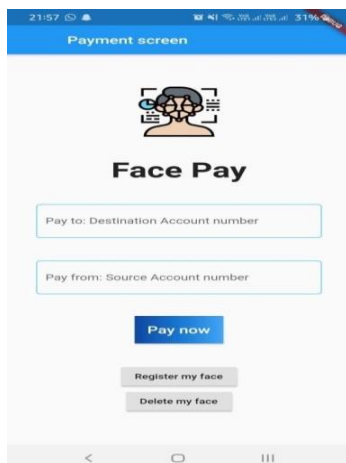 21:57 31%
Payment screen
Face Pay
Pay to: Destination Account number
Pay from: Source Account number
Pay now
Register my face
Delete my face